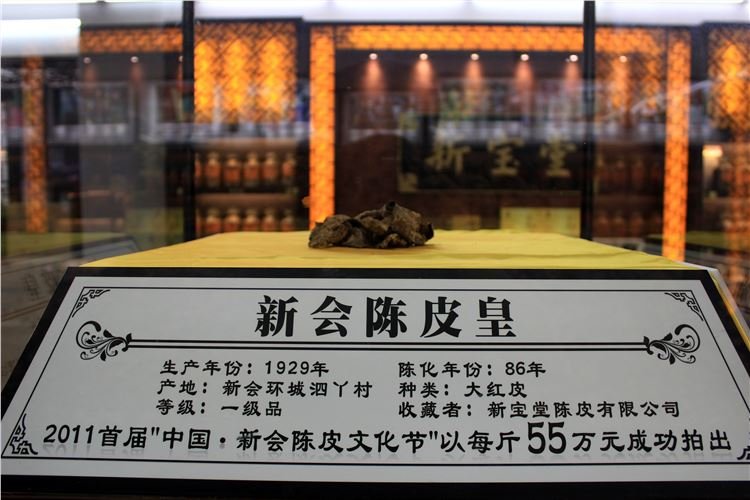 新宝堂
新会陈皮皇
生产年份：1929年 陈化年份：86年
产地：新会环城泗丫村 种类：大红皮
等级：一级品 收藏者：新宝堂陈皮有限公司
2011首届"中国·新会陈皮文化节"以每斤55万元成功拍出